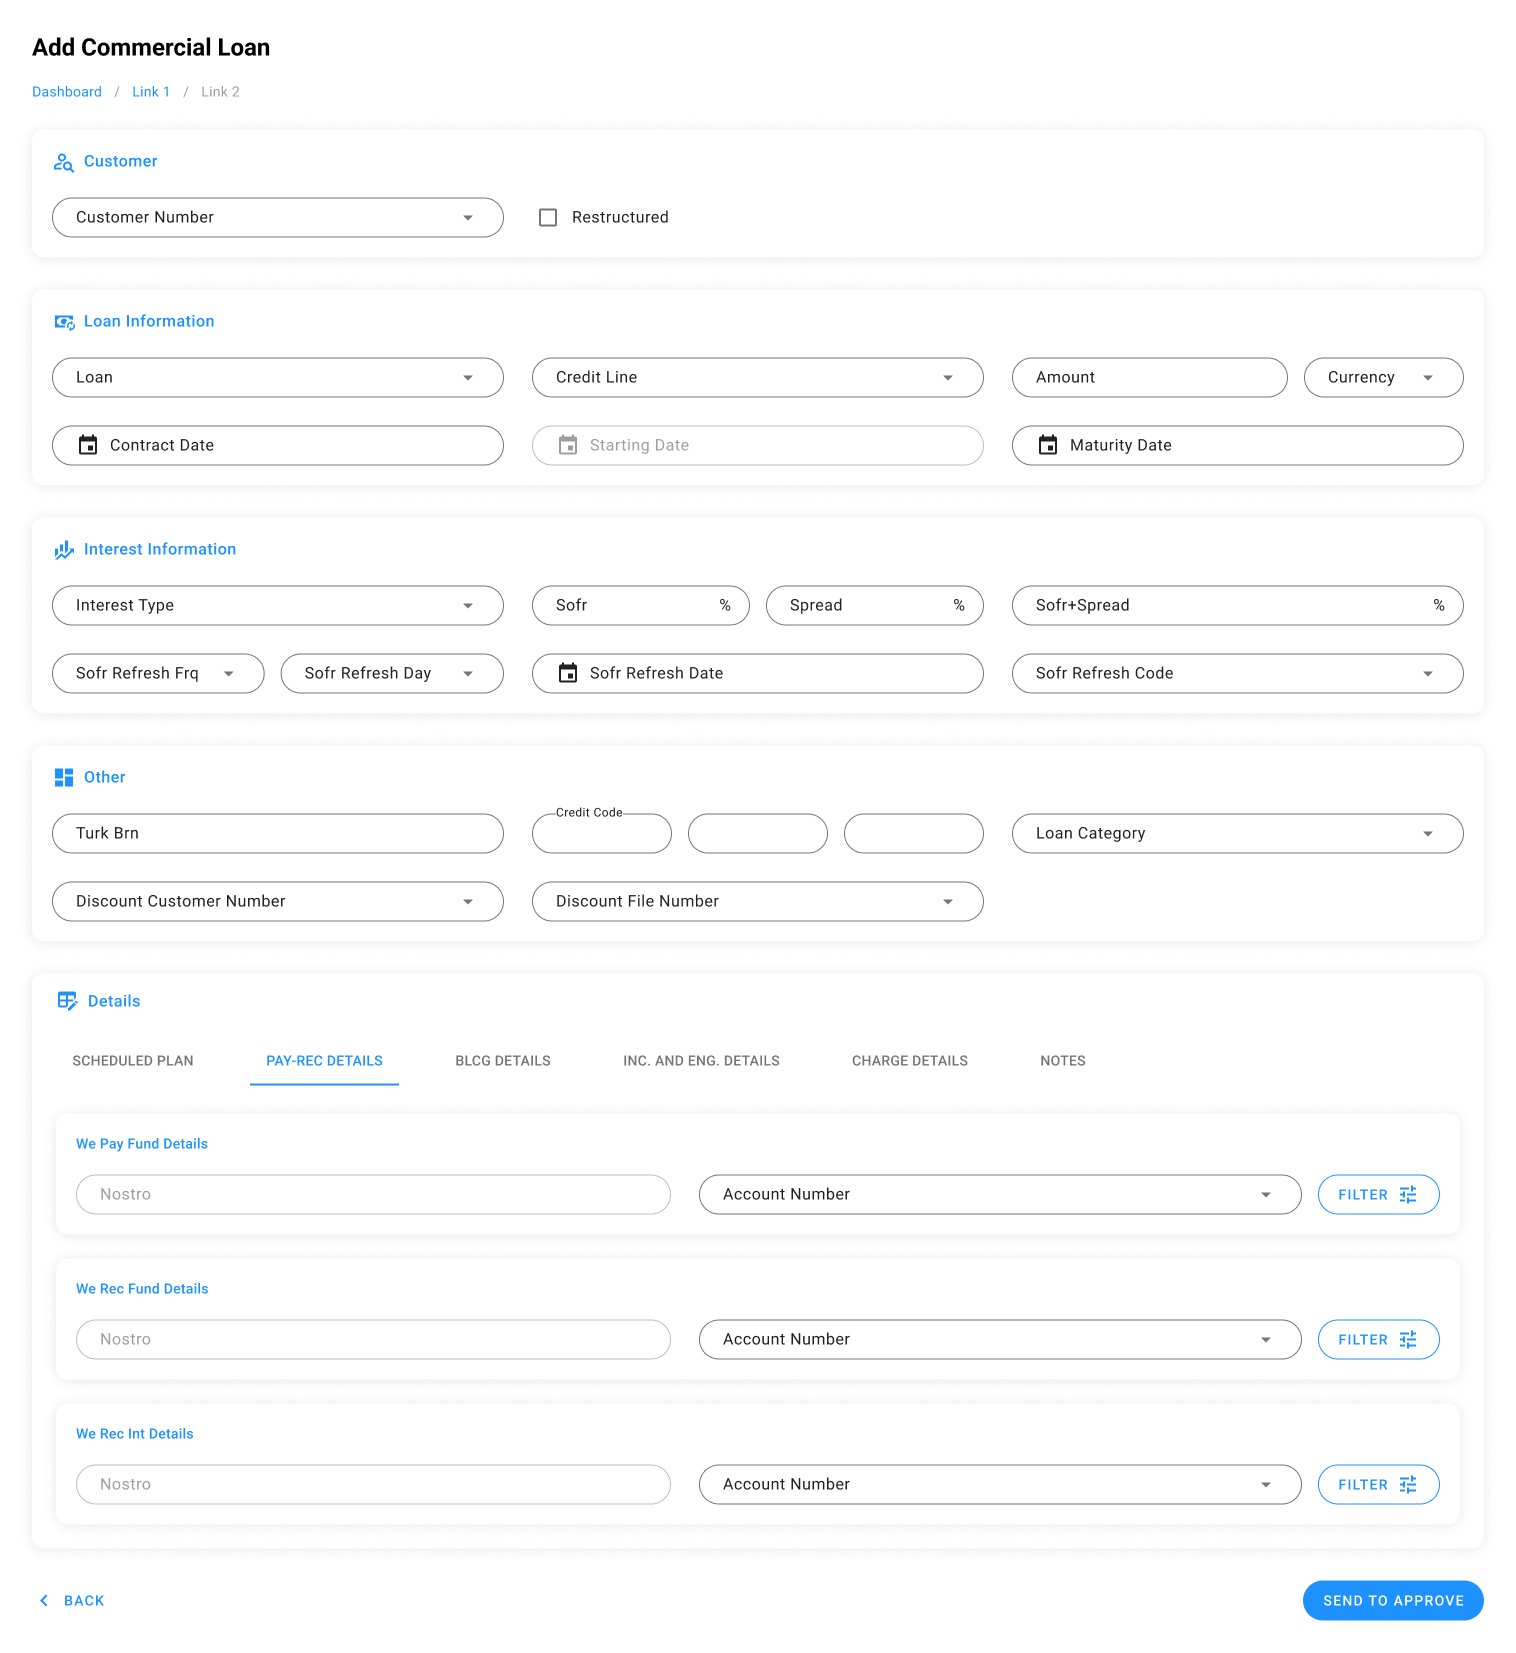 Add Commercial Loan
Dashboard / Link 1 / Link 2
Customer
Customer Number Restructured
Loan Information
Loan Credit Line Amount Currency
Contract Date Starting Date Maturity Date
Interest Information
Interest Type Sofr % Spread % Sofr+Spread %
Sofr Refresh Frq Sofr Refresh Day Sofr Refresh Date Sofr Refresh Code
Other
Credit Code
Turk Brn Loan Category
Discount Customer Number Discount File Number
Details
SCHEDULED PLAN PAY-REC DETAILS BLCG DETAILS INC. AND ENG. DETAILS CHARGE DETAILS NOTES
We Pay Fund Details
Nostro Account Number FILTER
We Rec Fund Details
Nostro Account Number FILTER
We Rec Int Details
Nostro Account Number FILTER
BACK SEND TO APPROVE